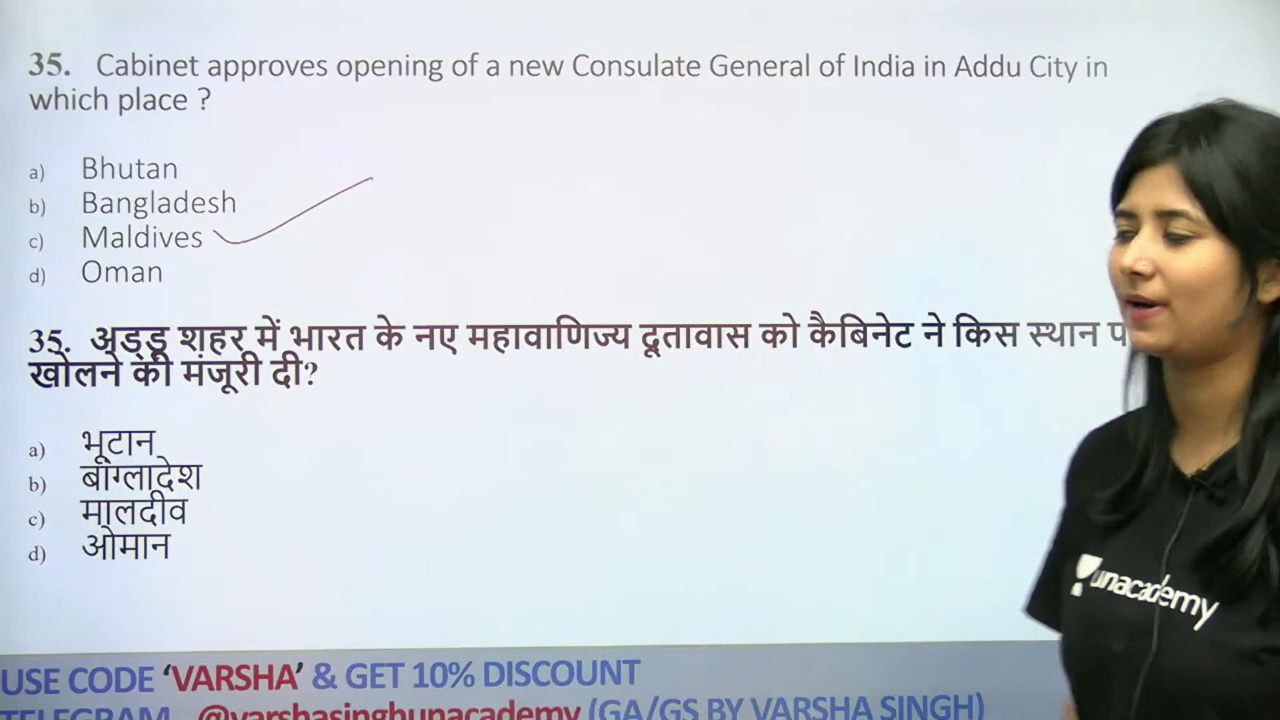 35. Cabinet approves opening of a new Consulate General of India in Addu City in
which place ?
a) Bhutan
b) Bangladesh
c) Maldives
d) Oman
35. अड्डू शहर में भारत के नए महावाणिज्य दूतावास को कैबिनेट ने किस स्थान
खोलने की मंजूरी दी?
a) भूटान
b) बांग्लादेश
c) मालदीव
d) ओमान
unacademy
USE CODE ‘VARSHA’ & GET 10% DISCOUNT
TELEGRAM @varshasinghunacademy (GA/GS BY VARSHA SINGH)